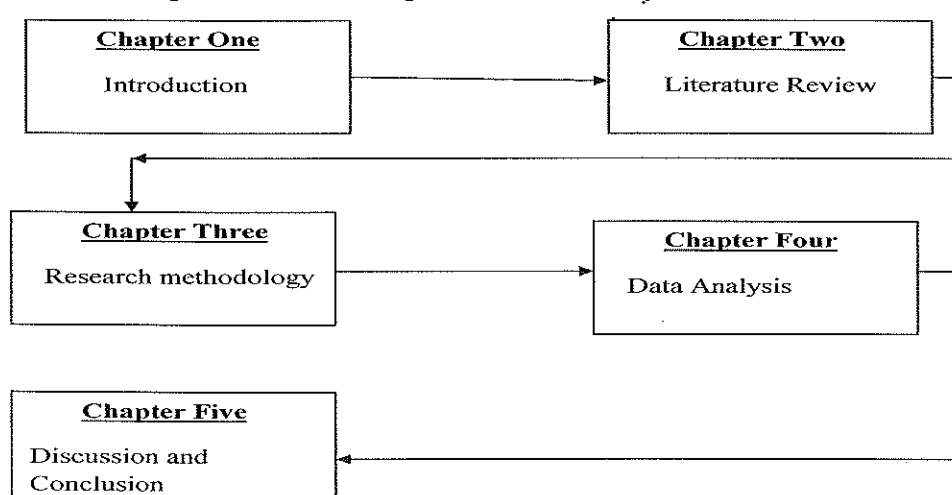 Chapter One
Introduction
Chapter Two
Literature Review
Chapter Three
Research methodology
Chapter Four
Data Analysis
Chapter Five
Discussion and
Conclusion